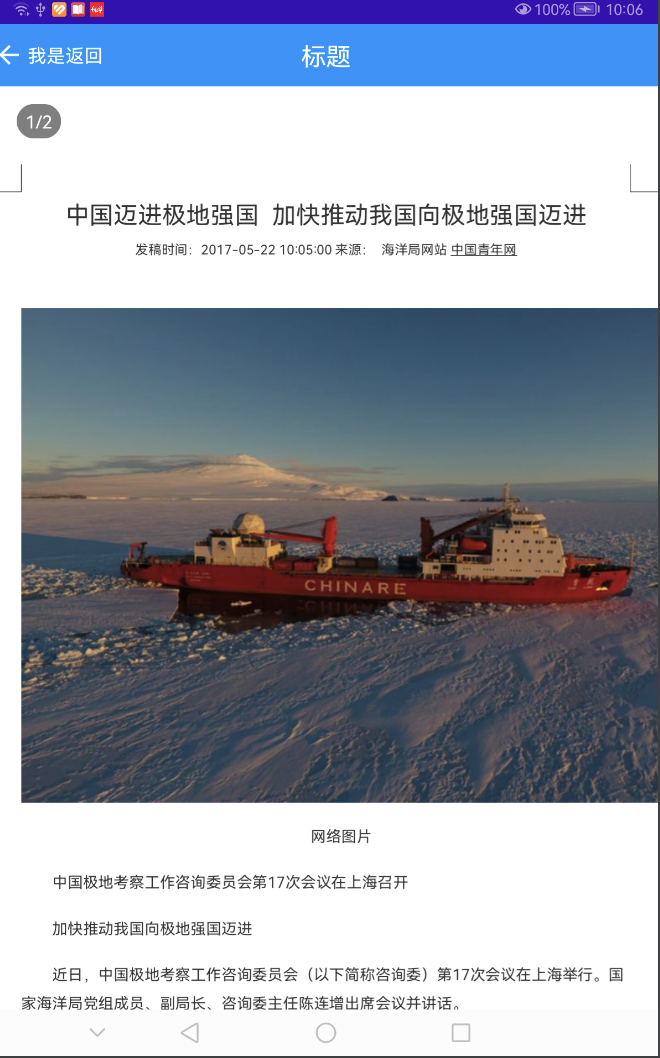 100% 10:06
我是返回 标题
1/2
中国迈进极地强国 加快推动我国向极地强国迈进
发稿时间：2017-05-22 10:05:00 来源： 海洋局网站 中国青年网
CHINARE
网络图片
中国极地考察工作咨询委员会第17次会议在上海召开
加快推动我国向极地强国迈进
近日，中国极地考察工作咨询委员会（以下简称咨询委）第17次会议在上海举行。国
家海洋局党组成员、副局长、咨询委主任陈连增出席会议并讲话。